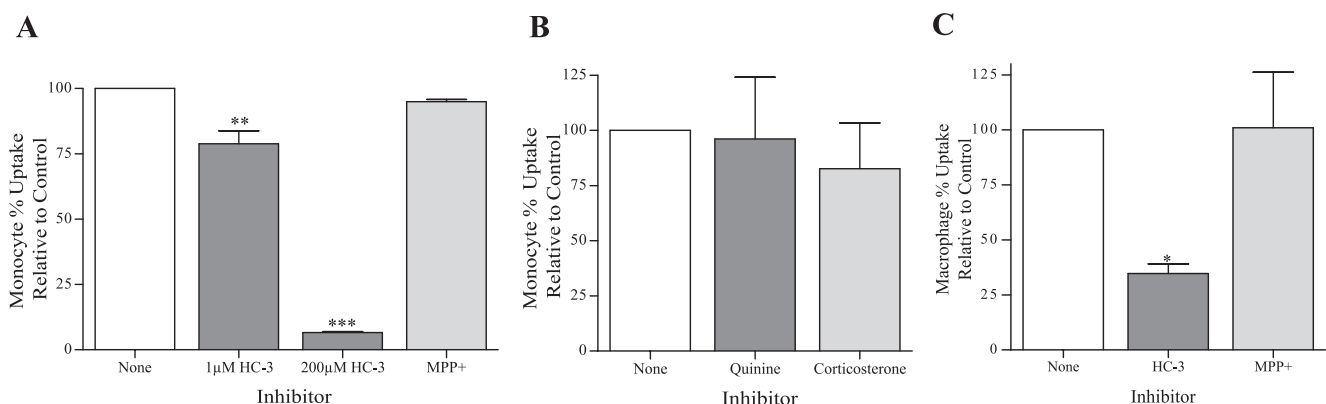 A
Monocyte % Uptake
Relative to Control
100
75
50
25
0
**
***
None
1µM HC-3
200µM HC-3
MPP+
Inhibitor
B
Monocyte % Uptake
Relative to Control
125
100
75
50
25
0
None
Quinine
Corticosterone
Inhibitor
C
Macrophage % Uptake
Relative to Control
125
100
75
50
25
0
*
None
HC-3
MPP+
Inhibitor